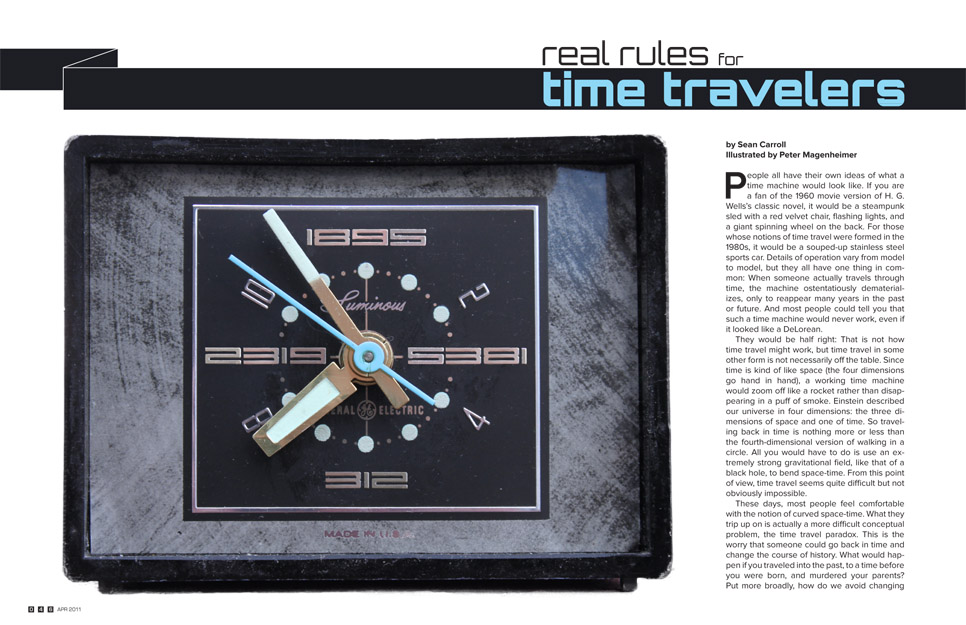 real rules for
time travelers
by Sean Carroll
Illustrated by Peter Magenheimer
People all have their own ideas of what a
time machine would look like. If you are
a fan of the 1960 movie version of H. G.
Wells's classic novel, it would be a steampunk
sled with a red velvet chair, flashing lights, and
a giant spinning wheel on the back. For those
whose notions of time travel were formed in the
1980s, it would be a souped-up stainless steel
sports car. Details of operation vary from model
to model, but they all have one thing in com-
mon: When someone actually travels through
time, the machine ostentatiously dematerial-
izes, only to reappear many years in the past
or future. And most people could tell you that
such a time machine would never work, even if
it looked like a DeLorean.
They would be half right: That is not how
time travel might work, but time travel in some
other form is not necessarily off the table. Since
time is kind of like space (the four dimensions
go hand in hand), a working time machine
would zoom off like a rocket rather than disap-
pearing in a puff of smoke. Einstein described
our universe in four dimensions: the three di-
mensions of space and one of time. So travel-
ing back in time is nothing more or less than
the fourth-dimensional version of walking in a
circle. All you would have to do is use an ex-
tremely strong gravitational field, like that of a
black hole, to bend space-time. From this point
of view, time travel seems quite difficult but not
obviously impossible.
These days, most people feel comfortable
with the notion of curved space-time. What they
trip up on is actually a more difficult conceptual
problem, the time travel paradox. This is the
worry that someone could go back in time and
change the course of history. What would hap-
pen if you traveled into the past, to a time before
you were born, and murdered your parents?
Put more broadly, how do we avoid changing
1895
Luminous
2
2319
5381
ELECTRIC
4
8
312
MADE IN U.S
046 APR 2011